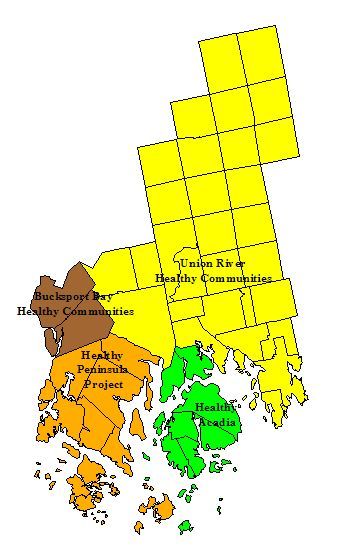 Union River
Healthy Communities
Bucksport Bay
Healthy Communities
Healthy
Peninsula
Project
Healthy
Acadia